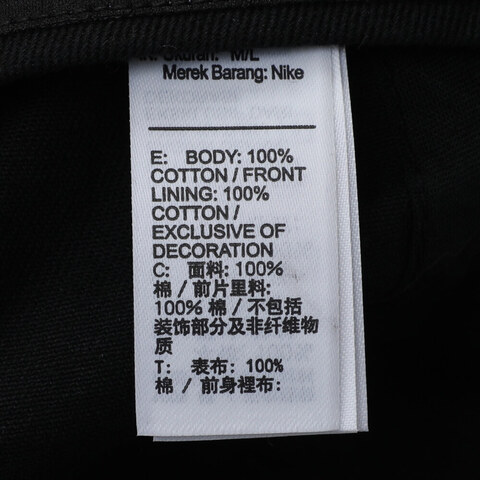 Ukuran: M/L
Merek Barang: Nike
E: BODY: 100%
COTTON / FRONT
LINING: 100%
COTTON /
EXCLUSIVE OF
DECORATION
C: 面料: 100%
棉 / 前片里料:
100% 棉 / 不包括
装饰部分及非纤维物
质
T: 表布: 100%
棉 / 前身裡布: